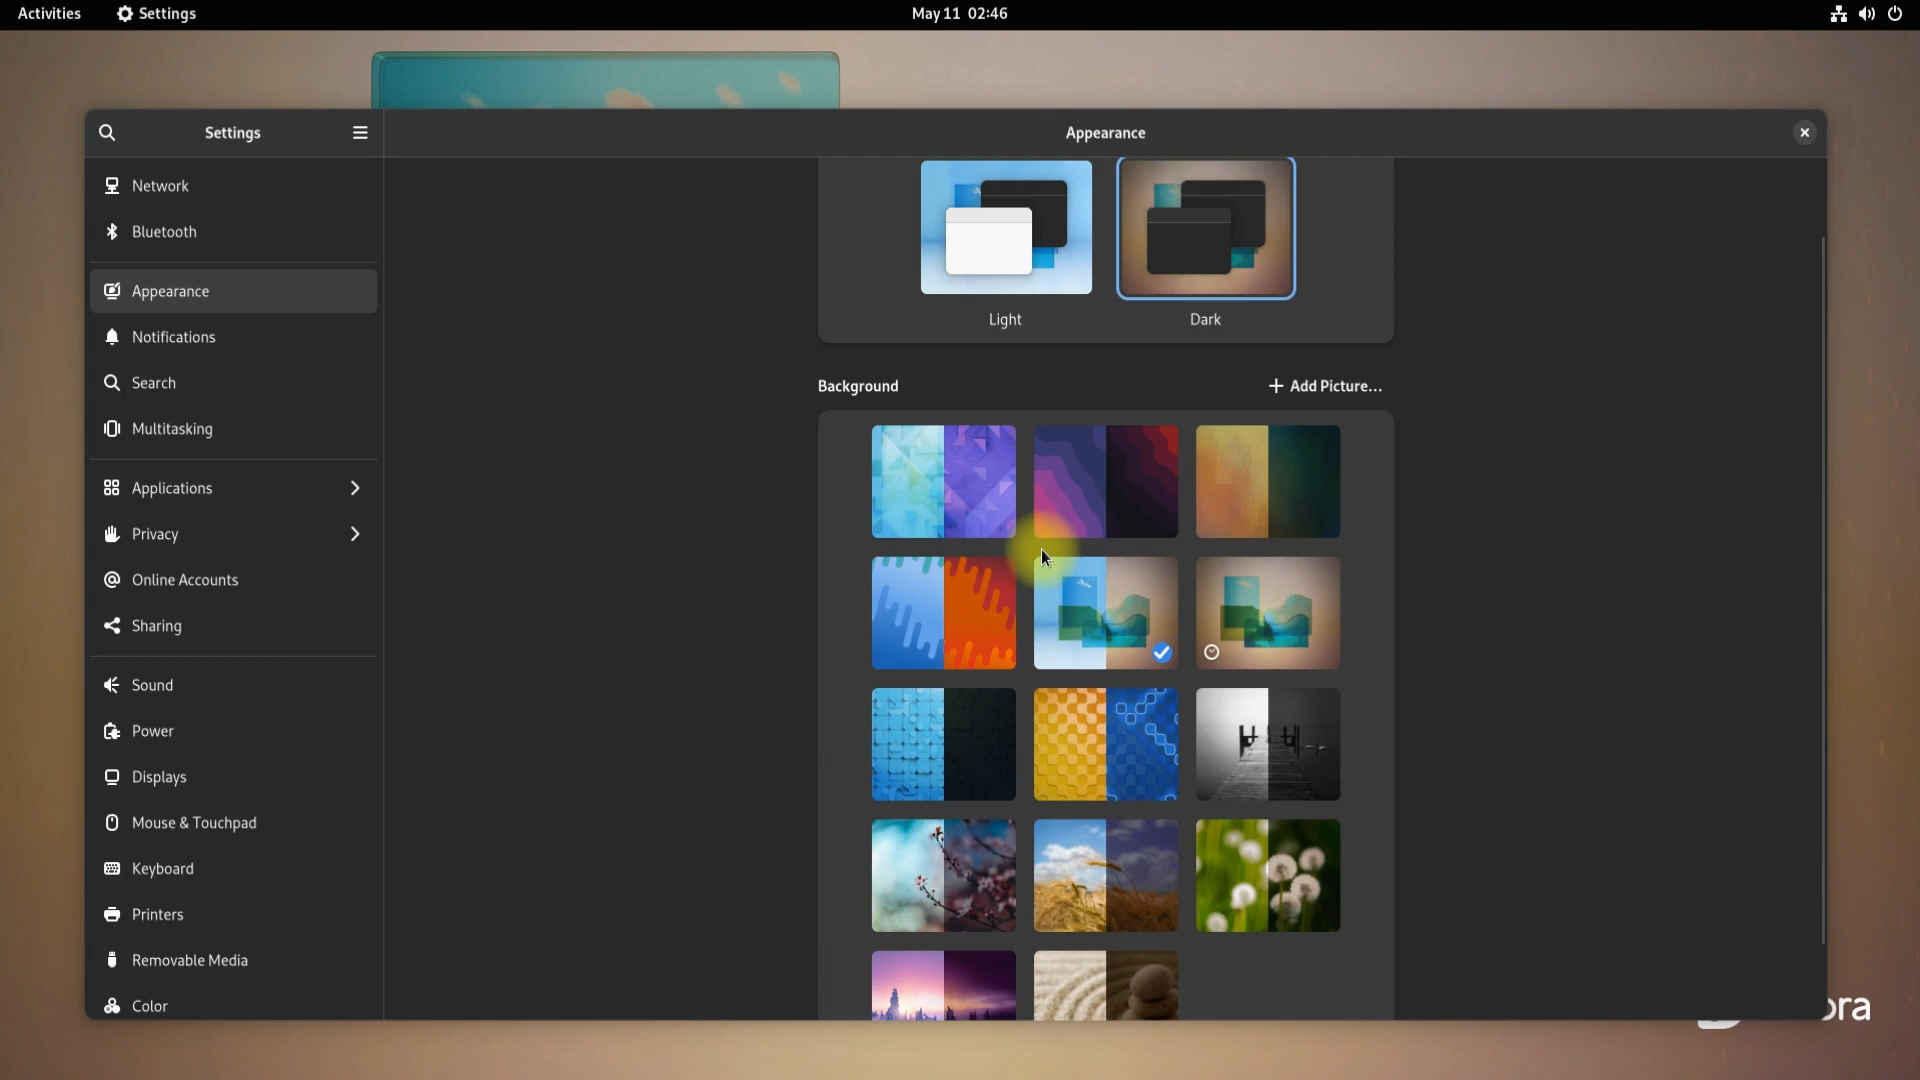 Activities
Settings
May 11 02:46
Settings
Appearance
Network
Bluetooth
Appearance
Notifications
Search
Multitasking
Applications
Privacy
Online Accounts
Sharing
Sound
Power
Displays
Mouse & Touchpad
Keyboard
Printers
Removable Media
Color
Light
Dark
Background
+ Add Picture...
ora